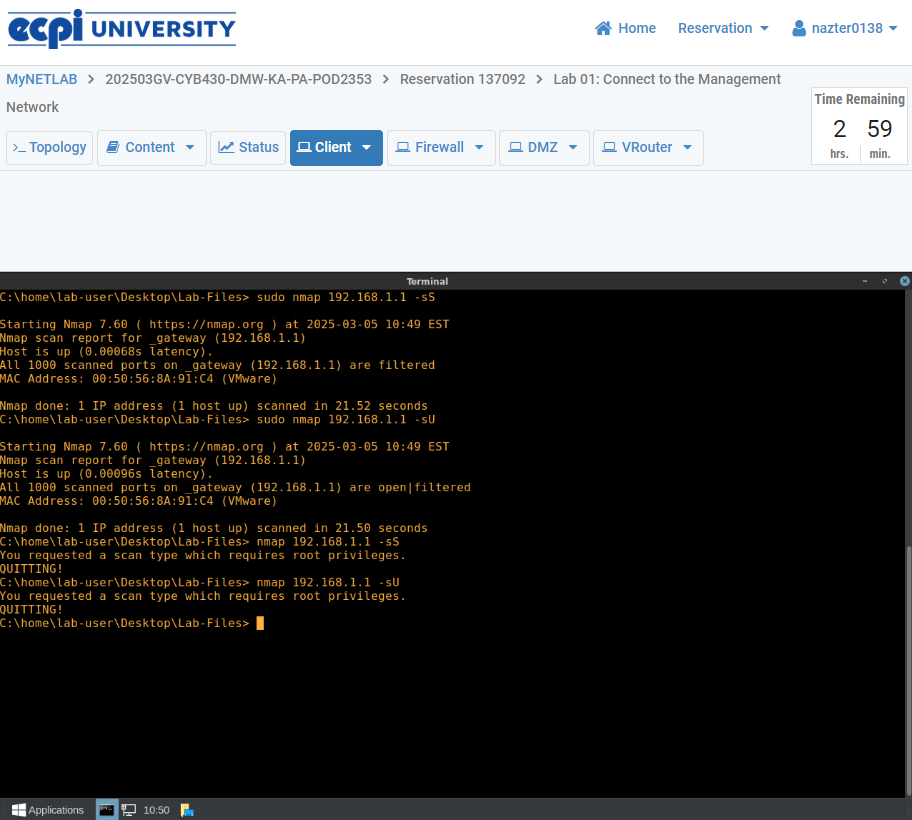 ecpi UNIVERSITY
Home
Reservation
nazter0138
MyNETLAB > 202503GV-CYB430-DMW-KA-PA-POD2353 > Reservation 137092 > Lab 01: Connect to the Management
Network
Time Remaining
2 59
hrs. min.
>_ Topology
Content
Status
Client
Firewall
DMZ
VRouter
Terminal
C:\home\lab-user\Desktop\Lab-Files> sudo nmap 192.168.1.1 -sS
Starting Nmap 7.60 ( https://nmap.org ) at 2025-03-05 10:49 EST
Nmap scan report for _gateway (192.168.1.1)
Host is up (0.00068s latency).
All 1000 scanned ports on _gateway (192.168.1.1) are filtered
MAC Address: 00:50:56:8A:91:C4 (VMware)
Nmap done: 1 IP address (1 host up) scanned in 21.52 seconds
C:\home\lab-user\Desktop\Lab-Files> sudo nmap 192.168.1.1 -sU
Starting Nmap 7.60 ( https://nmap.org ) at 2025-03-05 10:49 EST
Nmap scan report for _gateway (192.168.1.1)
Host is up (0.00096s latency).
All 1000 scanned ports on _gateway (192.168.1.1) are open|filtered
MAC Address: 00:50:56:8A:91:C4 (VMware)
Nmap done: 1 IP address (1 host up) scanned in 21.50 seconds
C:\home\lab-user\Desktop\Lab-Files> nmap 192.168.1.1 -sS
You requested a scan type which requires root privileges.
QUITTING!
C:\home\lab-user\Desktop\Lab-Files> nmap 192.168.1.1 -sU
You requested a scan type which requires root privileges.
QUITTING!
C:\home\lab-user\Desktop\Lab-Files>
Applications
10:50